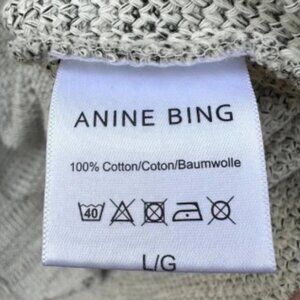 ANINE BING
100% Cotton/Coton/Baumwolle
40
L/G